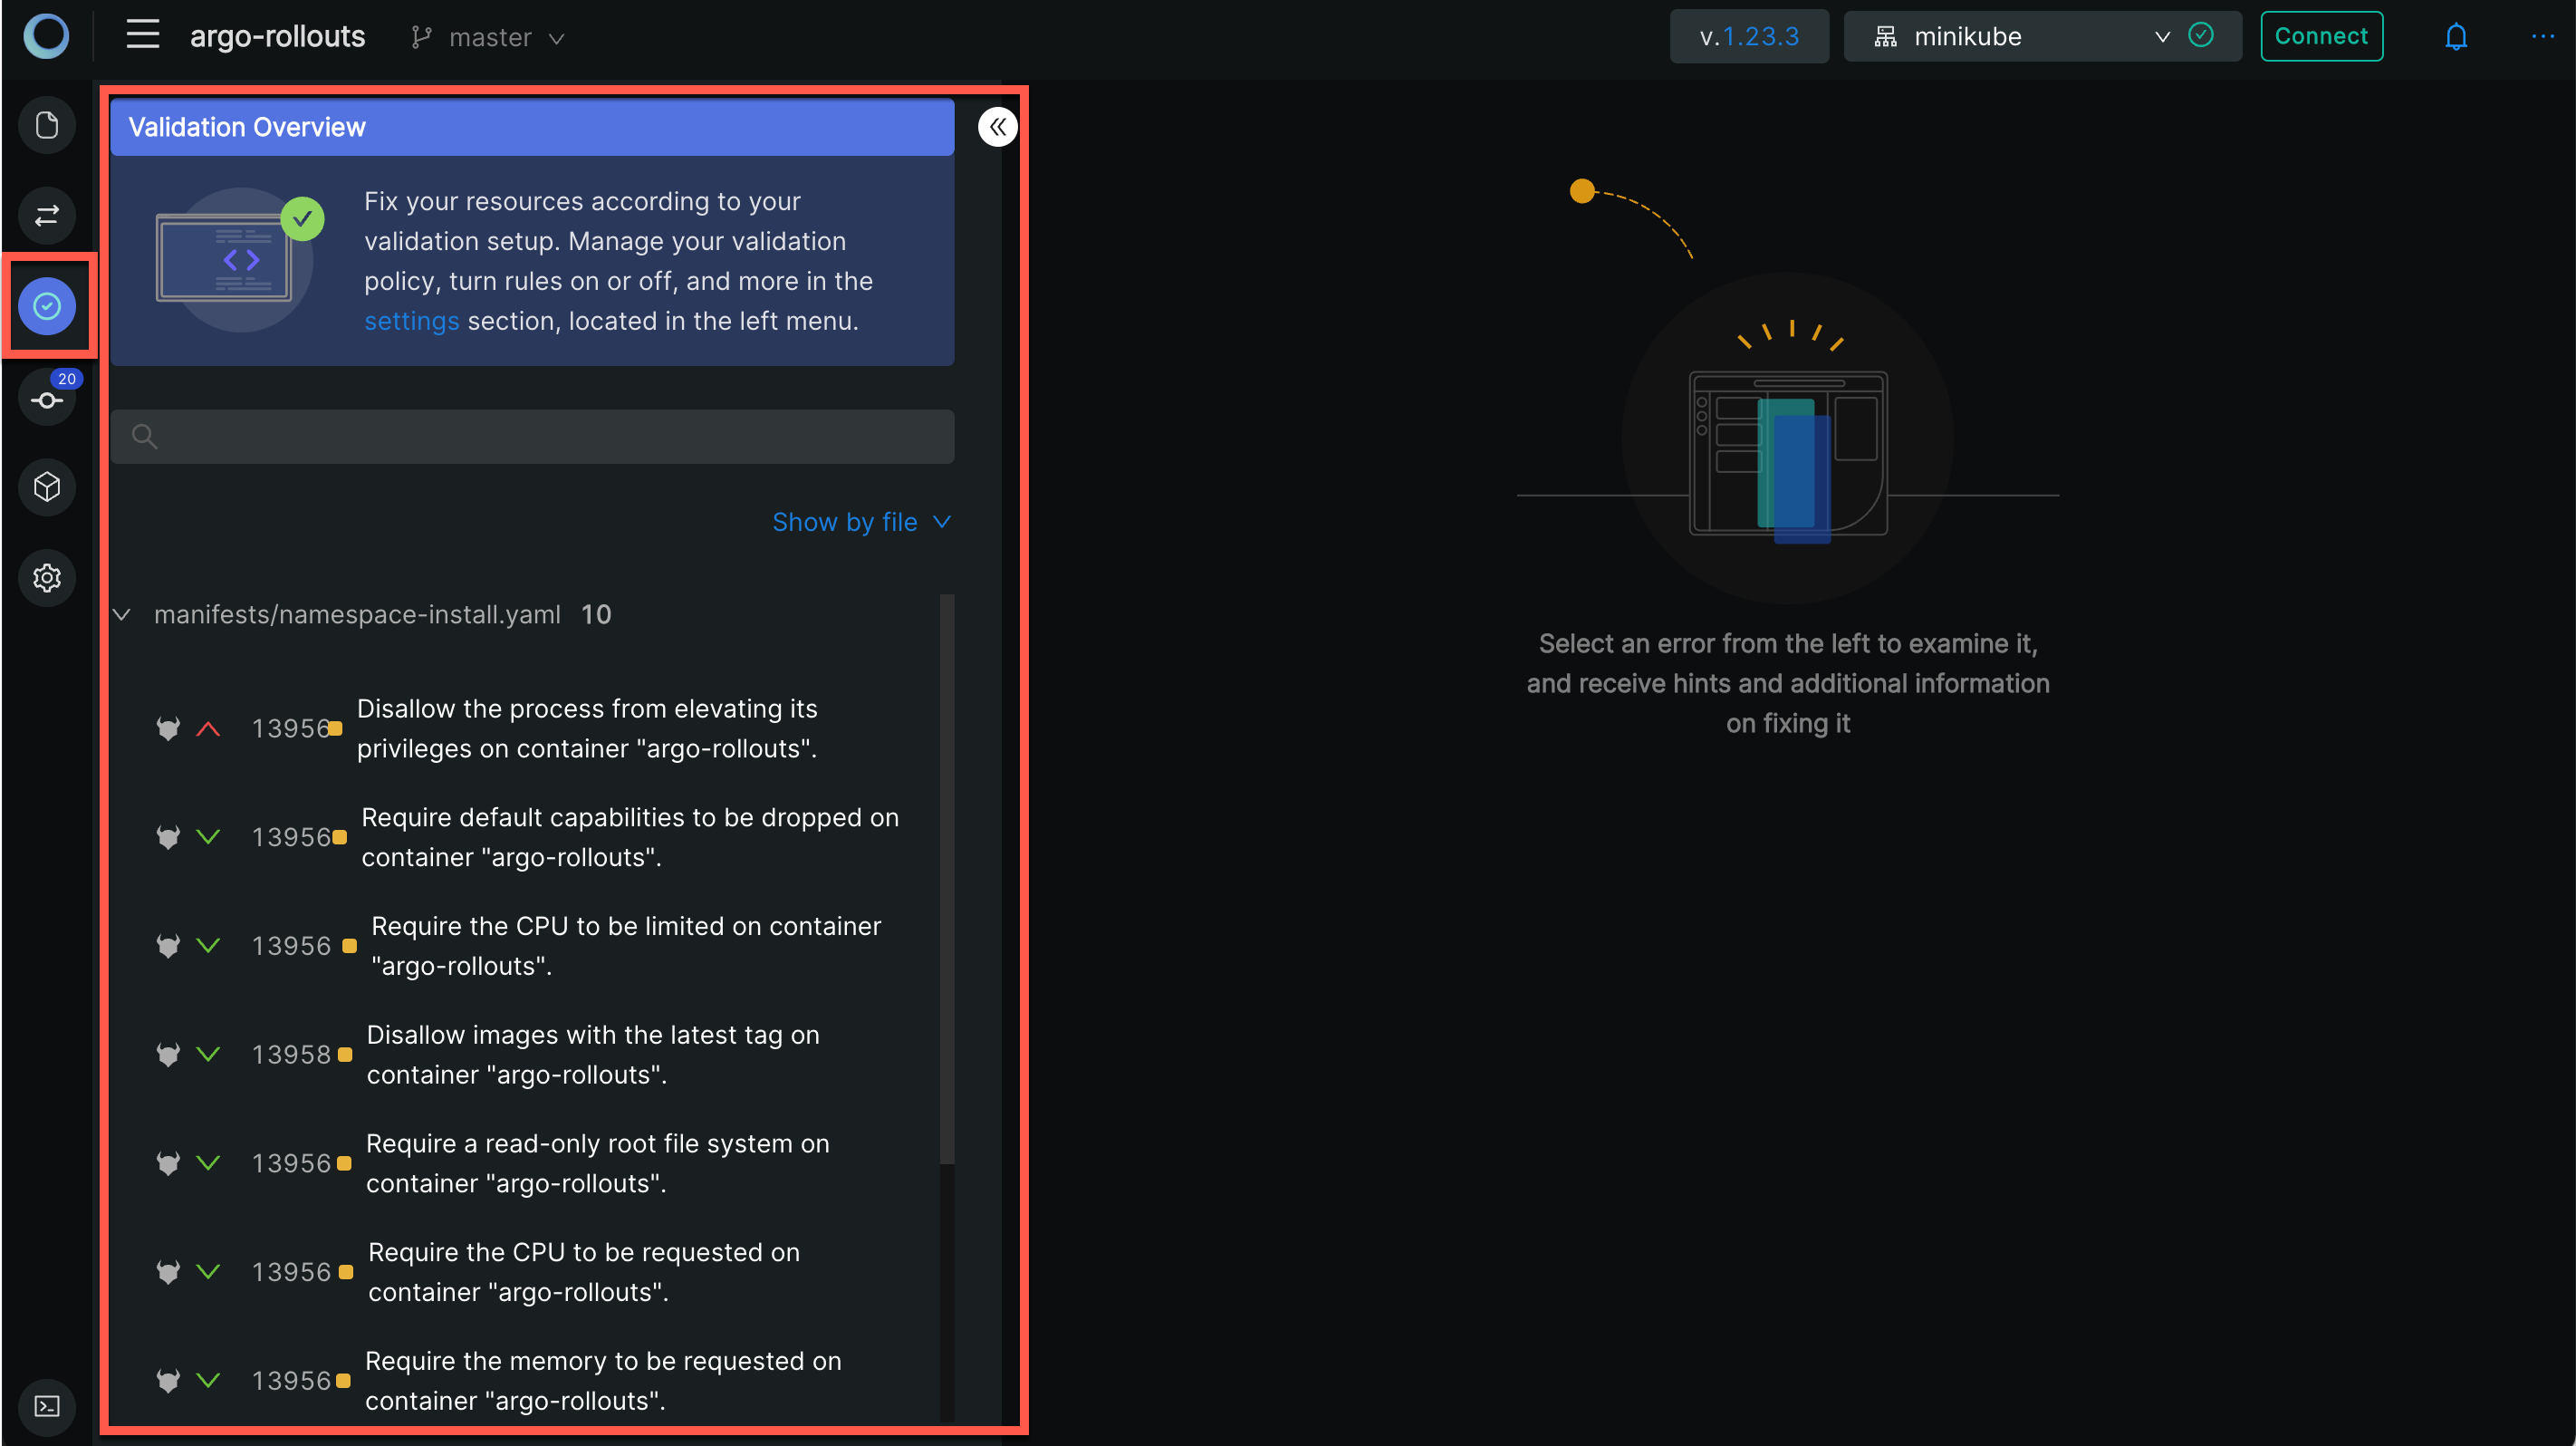 argo-rollouts master v.1.23.3 minikube Connect
Validation Overview
Fix your resources according to your
validation setup. Manage your validation
policy, turn rules on or off, and more in the
settings section, located in the left menu.
20
Show by file
manifests/namespace-install.yaml 10
13956 Disallow the process from elevating its
privileges on container "argo-rollouts".
13956 Require default capabilities to be dropped on
container "argo-rollouts".
13956 Require the CPU to be limited on container
"argo-rollouts".
13958 Disallow images with the latest tag on
container "argo-rollouts".
13956 Require a read-only root file system on
container "argo-rollouts".
13956 Require the CPU to be requested on
container "argo-rollouts".
13956 Require the memory to be requested on
container "argo-rollouts".
Select an error from the left to examine it,
and receive hints and additional information
on fixing it